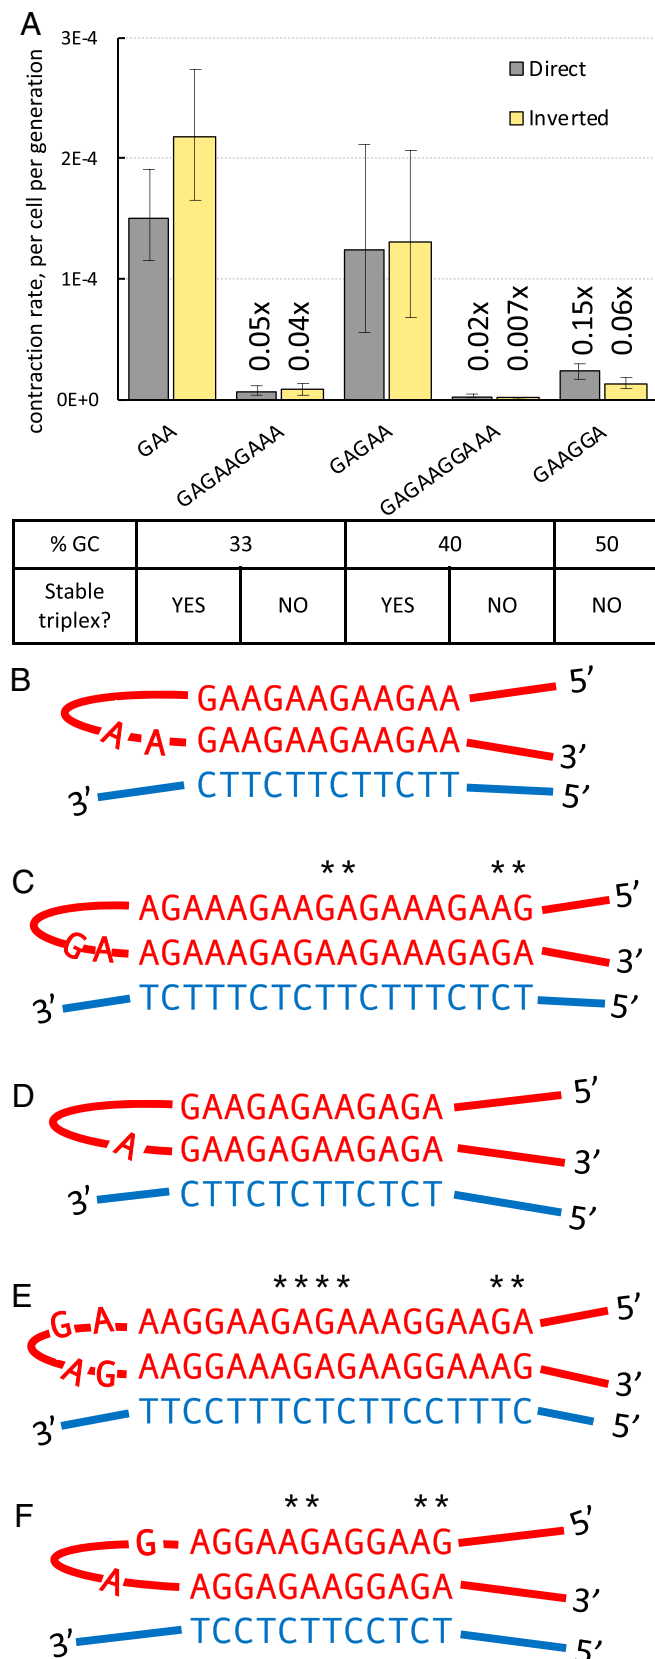 A
contraction rate, per cell per generation
3E-4
2E-4
1E-4
0E+0
Direct
Inverted
0.05x
0.04x
0.02x
0.007x
0.15x
0.06x
GAA
GAGAAGAAA
GAGAA
GAGAAGGAAA
GAAGGA
% GC 33 40 50
Stable triplex? YES NO YES NO NO
B
GAAGAAGAAGAA 5’
A-A GAAGAAGAAGAA 3’
3’ CTTCTTCTTCTT 5’
C
** **
AGAAAGAAGAGAAAGAAG 5’
G-A AGAAAGAGAAGAAAGAGA 3’
3’ TCTTTCTCTTCTTTCTCT 5’
D
GAAGAGAAGAGA 5’
A GAAGAGAAGAGA 3’
3’ CTTCTCTTCTCT 5’
E
**** **
G-A AAGGAAGAGAAAGGAAGA 5’
A-G AAGGAAAGAGAAGGAAAG 3’
3’ TTCCTTTCTCTTCCTTTC 5’
F
** **
G AGGAAGAGGAAG 5’
A AGGAGAAGGAGA 3’
3’ TCCTCTTCCTCT 5’